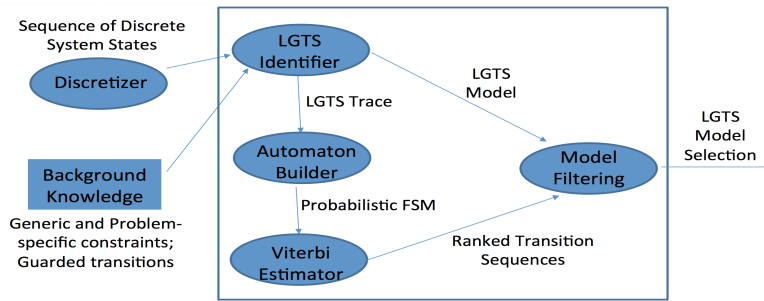 Sequence of Discrete
System States
Discretizer
LGTS
Identifier
LGTS
Model
LGTS Trace
LGTS
Model
Selection
Automaton
Builder
Model
Filtering
Background
Knowledge
Probabilistic FSM
Generic and Problem-
specific constraints;
Guarded transitions
Viterbi
Estimator
Ranked Transition
Sequences